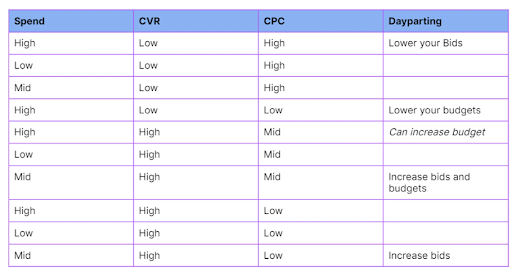 Spend CVR CPC Dayparting
High Low High Lower your Bids
Low Low High
Mid Low High
High Low Low Lower your budgets
High High Mid Can increase budget
Low High Mid
Mid High Mid Increase bids and
budgets
High High Low
Low High Low
Mid High Low Increase bids